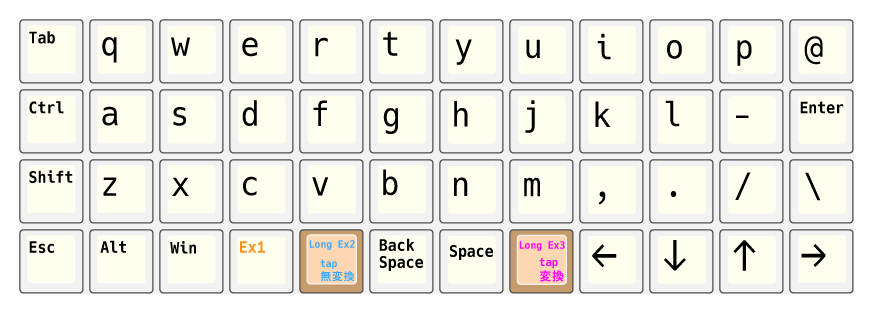 Tab q w e r t y u i o p @
Ctrl a s d f g h j k l - Enter
Shift z x c v b n m , . / \
Esc Alt Win Ex1 Long Ex2 tap 無変換 Back Space Space Long Ex3 tap 変換 ← ↓ ↑ →